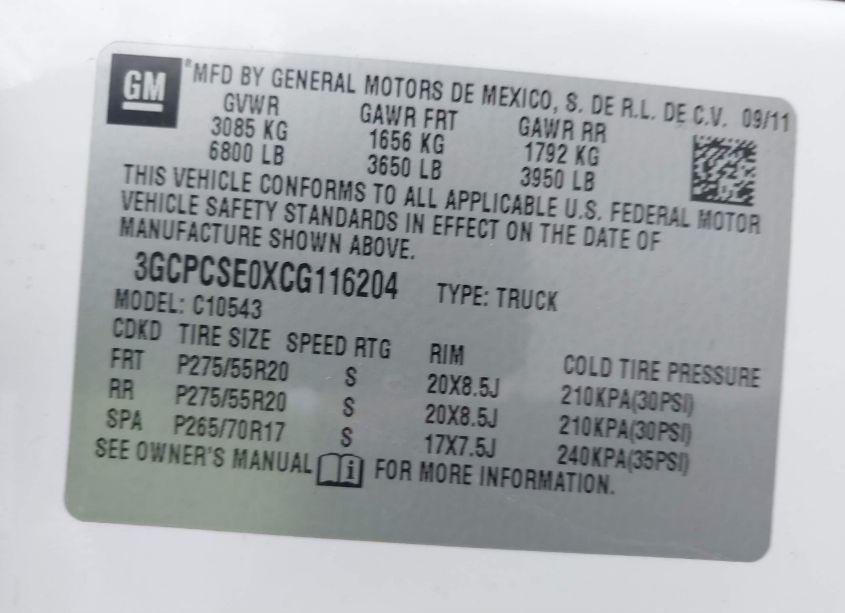 GM
®MFD BY GENERAL MOTORS DE MEXICO, S. DE R.L. DE C.V. 09/11
GVWR GAWR FRT GAWR RR
3085 KG 1656 KG 1792 KG
6800 LB 3650 LB 3950 LB
THIS VEHICLE CONFORMS TO ALL APPLICABLE U.S. FEDERAL MOTOR
VEHICLE SAFETY STANDARDS IN EFFECT ON THE DATE OF
MANUFACTURE SHOWN ABOVE.
3GCPCSE0XCG116204 TYPE: TRUCK
MODEL: C10543
CDKD TIRE SIZE SPEED RTG RIM COLD TIRE PRESSURE
FRT P275/55R20 S 20X8.5J 210KPA(30PSI)
RR P275/55R20 S 20X8.5J 210KPA(30PSI)
SPA P265/70R17 S 17X7.5J 240KPA(35PSI)
SEE OWNER'S MANUAL i FOR MORE INFORMATION.